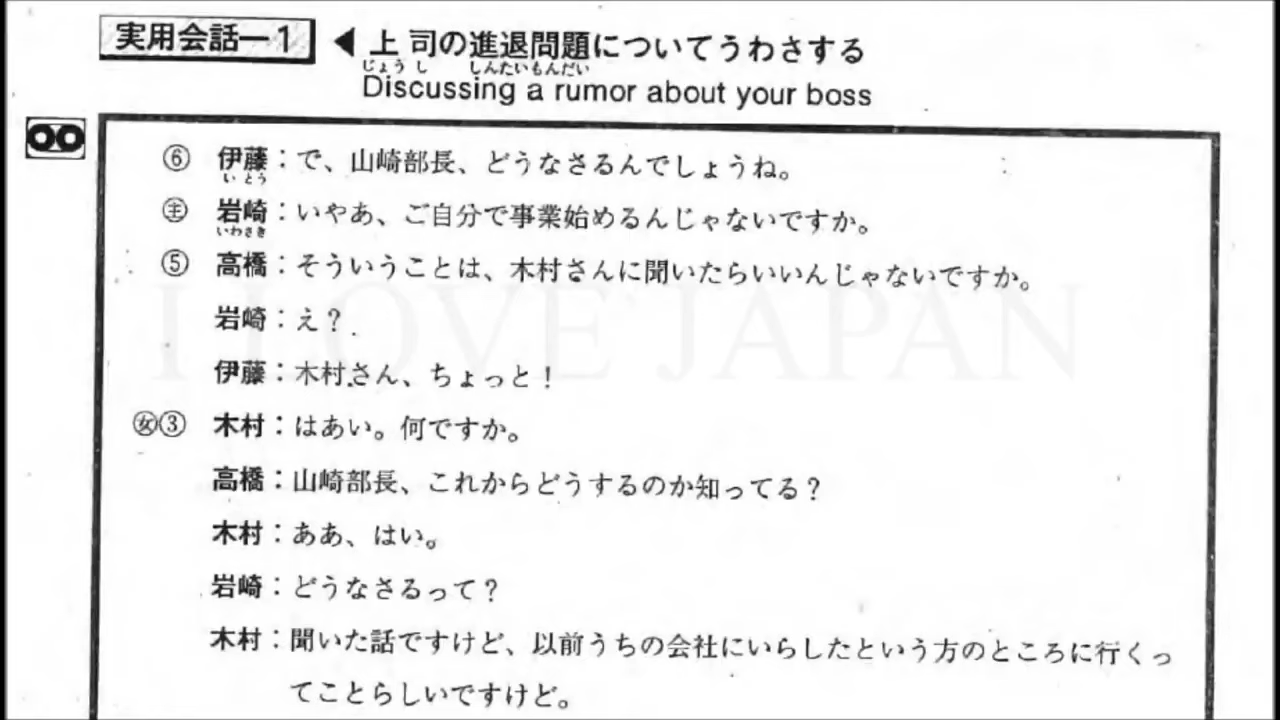 実用会話―1 ◀ 上司の進退問題についてうわさする
じょうし しんたいもんだい
Discussing a rumor about your boss
⑥ 伊藤：で、山崎部長、どうなさるんでしょうね。
いとう
㊤ 岩崎：いやあ、ご自分で事業始めるんじゃないですか。
いわさき
⑤ 高橋：そういうことは、木村さんに聞いたらいいんじゃないですか。
岩崎：え？
伊藤：木村さん、ちょっと！
㊛③ 木村：はあい。何ですか。
高橋：山崎部長、これからどうするのか知ってる？
木村：ああ、はい。
岩崎：どうなさるって？
木村：聞いた話ですけど、以前うちの会社にいらしたという方のところに行くっ
てことらしいですけど。
I LOVE JAPAN